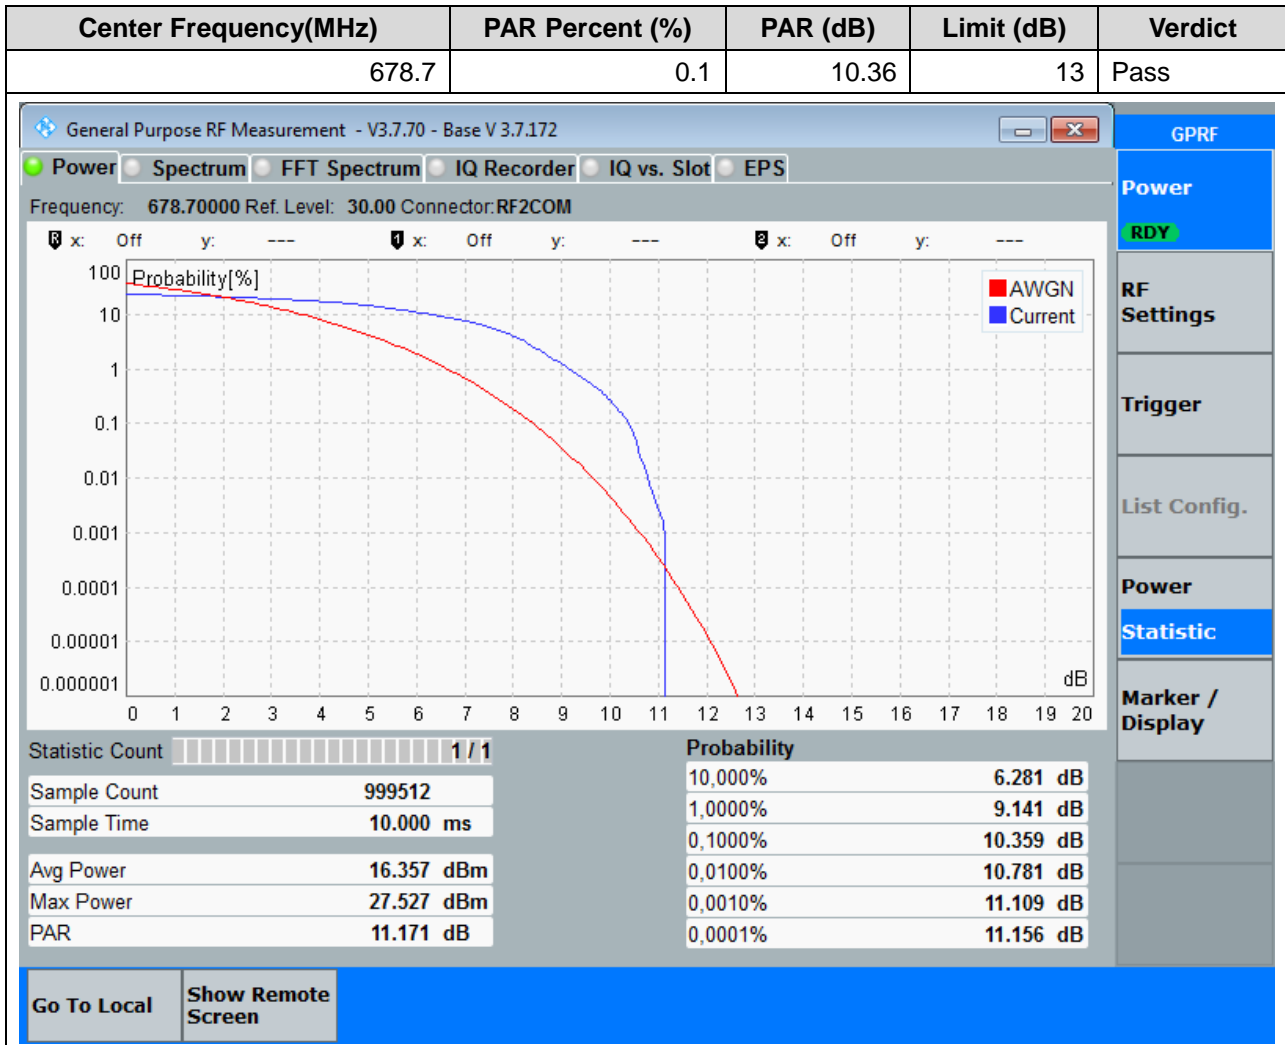 Center Frequency(MHz) PAR Percent (%) PAR (dB) Limit (dB) Verdict
678.7 0.1 10.36 13 Pass
General Purpose RF Measurement - V3.7.70 - Base V 3.7.172
GPRF
Power Spectrum FFT Spectrum IQ Recorder IQ vs. Slot EPS
Power
RDY
Frequency: 678.70000 Ref. Level: 30.00 Connector:RF2COM
R x: Off y: --- 1 x: Off y: --- 2 x: Off y: ---
Probability[%]
100
10
1
0.1
0.01
0.001
0.0001
0.00001
0.000001
AWGN
Current
dB
0 1 2 3 4 5 6 7 8 9 10 11 12 13 14 15 16 17 18 19 20
RF
Settings
Trigger
List Config.
Power
Statistic
Marker /
Display
Statistic Count 1 / 1
Sample Count 999512
Sample Time 10.000 ms
Avg Power 16.357 dBm
Max Power 27.527 dBm
PAR 11.171 dB
Probability
10,000% 6.281 dB
1,0000% 9.141 dB
0,1000% 10.359 dB
0,0100% 10.781 dB
0,0010% 11.109 dB
0,0001% 11.156 dB
Go To Local
Show Remote
Screen